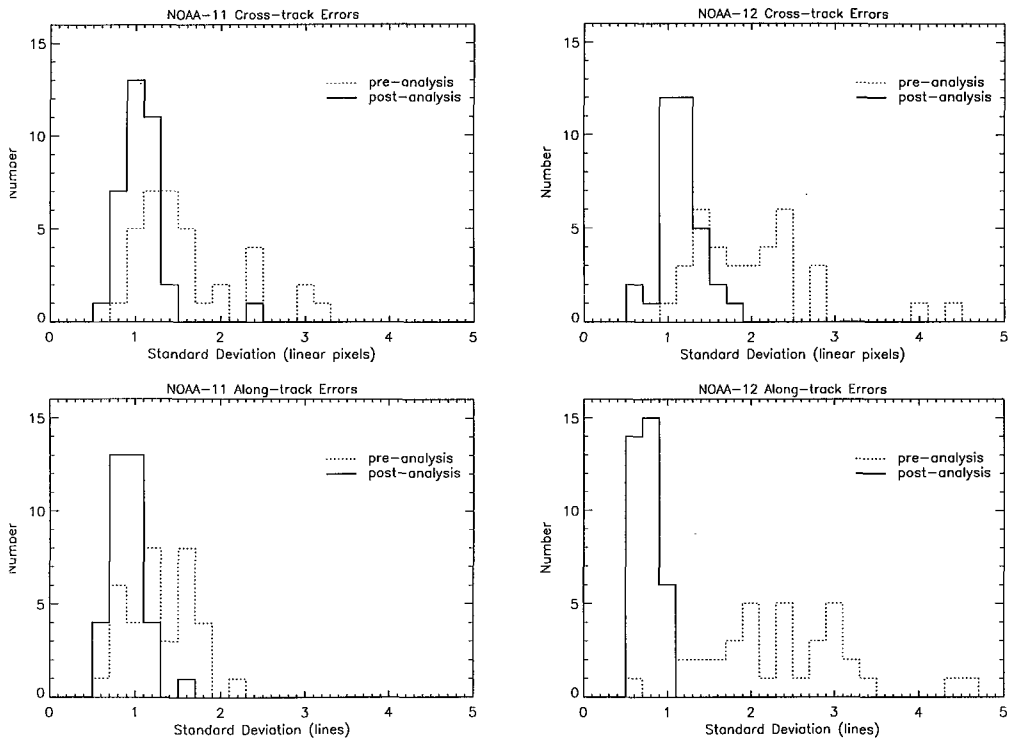 NOAA-11 Cross-track Errors
15
10
5
0
Number
pre-analysis
post-analysis
0 1 2 3 4 5
Standard Deviation (linear pixels)
NOAA-12 Cross-track Errors
15
10
5
0
Number
pre-analysis
post-analysis
0 1 2 3 4 5
Standard Deviation (linear pixels)
NOAA-11 Along-track Errors
15
10
5
0
Number
pre-analysis
post-analysis
0 1 2 3 4 5
Standard Deviation (lines)
NOAA-12 Along-track Errors
15
10
5
0
Number
pre-analysis
post-analysis
0 1 2 3 4 5
Standard Deviation (lines)